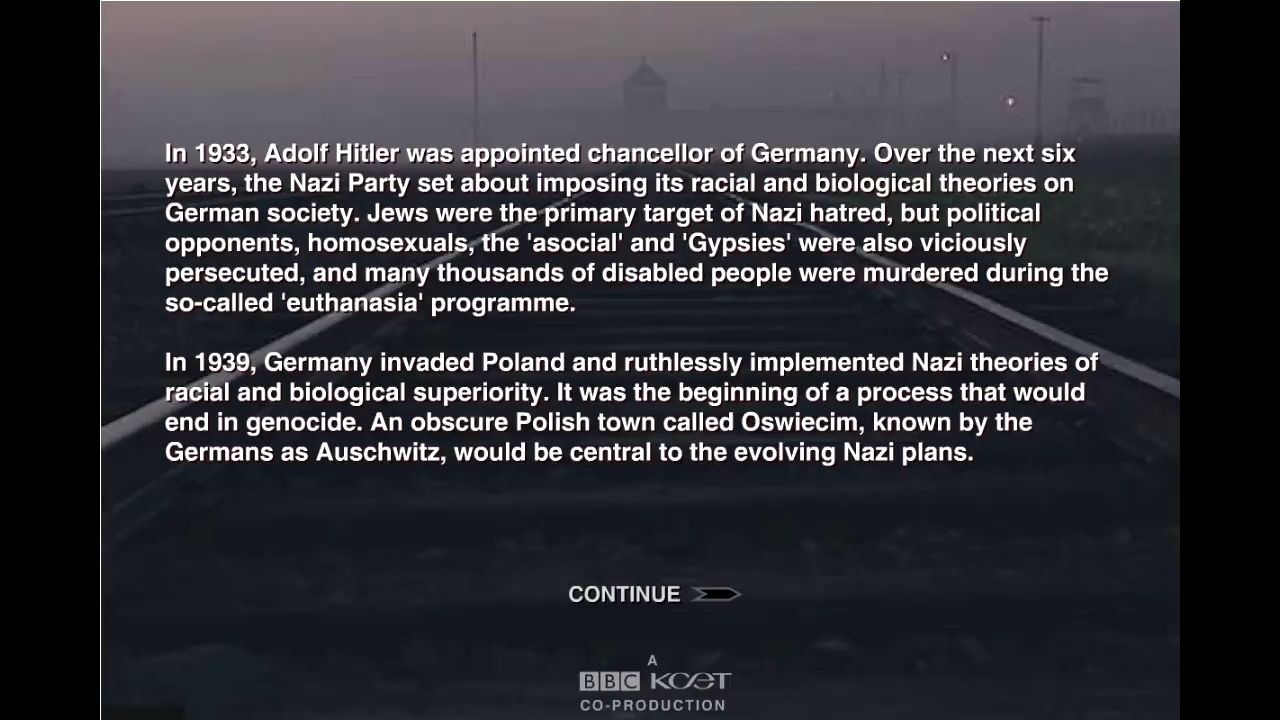 In 1933, Adolf Hitler was appointed chancellor of Germany. Over the next six
years, the Nazi Party set about imposing its racial and biological theories on
German society. Jews were the primary target of Nazi hatred, but political
opponents, homosexuals, the 'asocial' and 'Gypsies' were also viciously
persecuted, and many thousands of disabled people were murdered during the
so-called 'euthanasia' programme.
In 1939, Germany invaded Poland and ruthlessly implemented Nazi theories of
racial and biological superiority. It was the beginning of a process that would
end in genocide. An obscure Polish town called Oswiecim, known by the
Germans as Auschwitz, would be central to the evolving Nazi plans.
CONTINUE
A
BBC KCET
CO-PRODUCTION